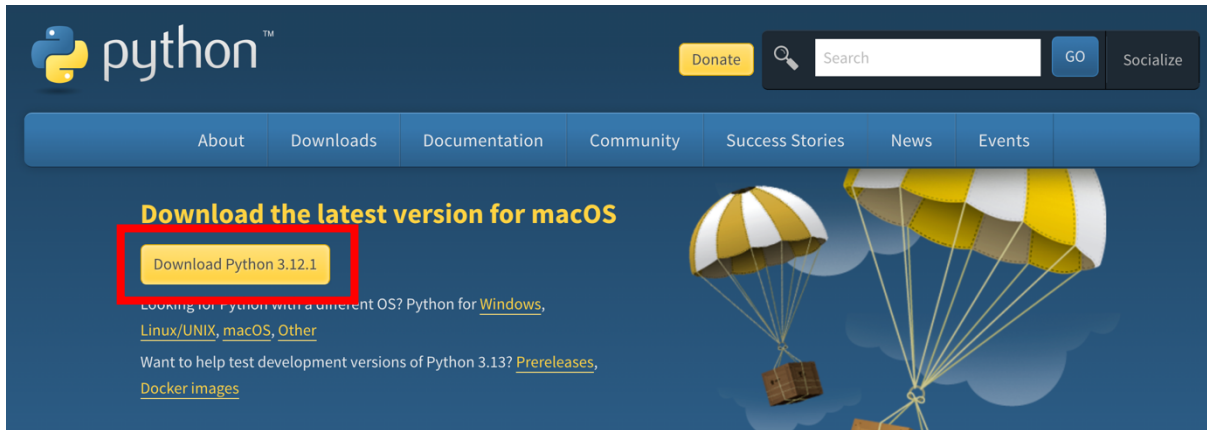 python™
Donate
Search
GO
Socialize
About Downloads Documentation Community Success Stories News Events
Download the latest version for macOS
Download Python 3.12.1
Looking for Python with a different OS? Python for Windows,
Linux/UNIX, macOS, Other
Want to help test development versions of Python 3.13? Prereleases,
Docker images